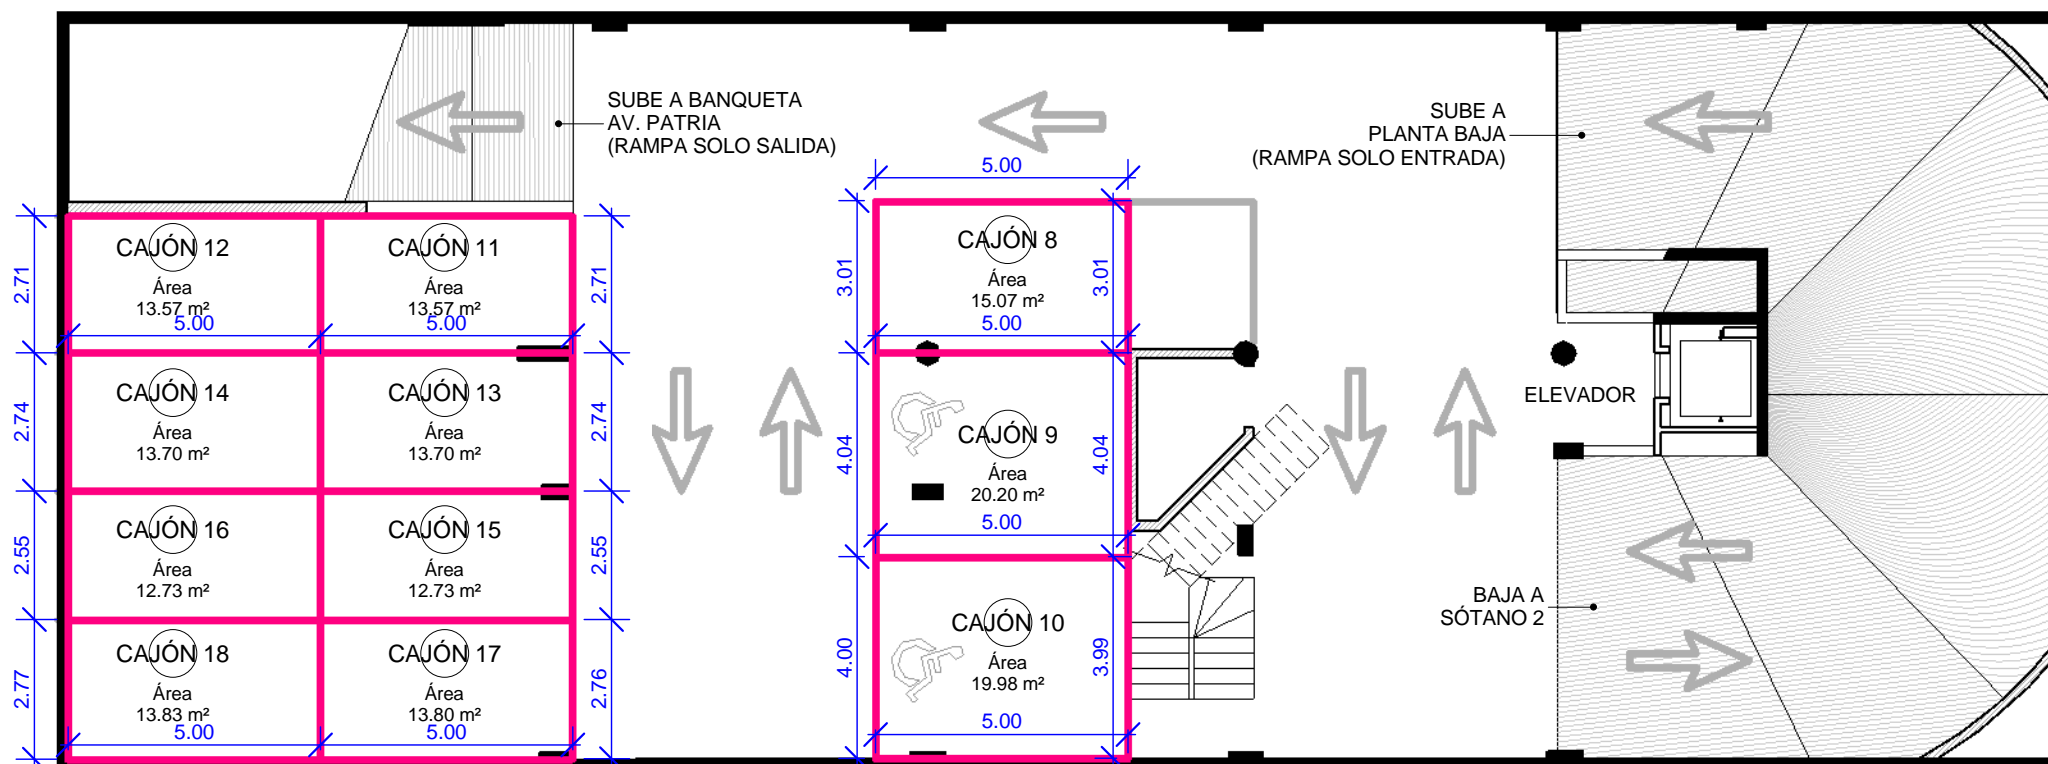 SUBE A BANQUETA
AV. PATRIA
(RAMPA SOLO SALIDA)
SUBE A
PLANTA BAJA
(RAMPA SOLO ENTRADA)
5.00
CAJÓN 12
Área
13.57 m²
5.00
2.71
CAJÓN 11
Área
13.57 m²
5.00
2.71
CAJÓN 8
Área
15.07 m²
5.00
3.01
3.01
CAJÓN 14
Área
13.70 m²
2.74
CAJÓN 13
Área
13.70 m²
2.74
CAJÓN 9
Área
20.20 m²
5.00
4.04
4.04
ELEVADOR
CAJÓN 16
Área
12.73 m²
2.55
CAJÓN 15
Área
12.73 m²
2.55
CAJÓN 10
Área
19.98 m²
5.00
4.00
3.99
BAJA A
SÓTANO 2
CAJÓN 18
Área
13.83 m²
5.00
2.77
CAJÓN 17
Área
13.80 m²
5.00
2.76